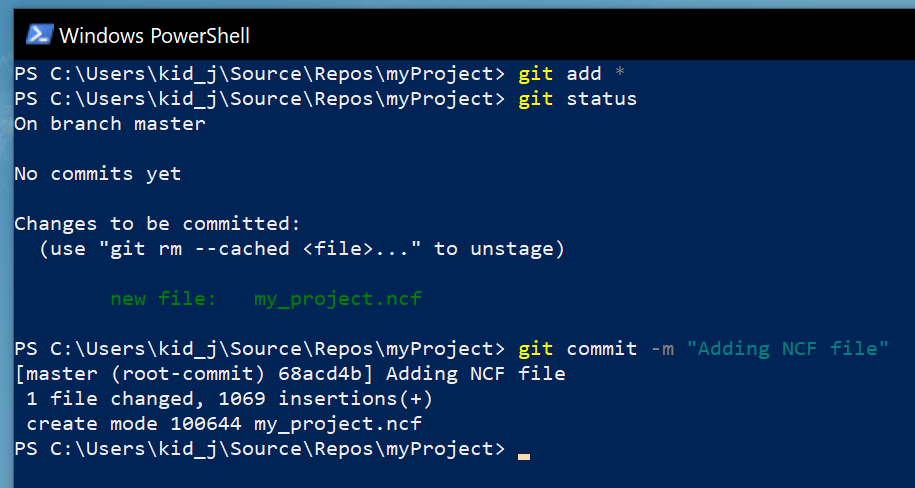 Windows PowerShell
PS C:\Users\kid_j\Source\Repos\myProject> git add *
PS C:\Users\kid_j\Source\Repos\myProject> git status
On branch master
No commits yet
Changes to be committed:
  (use "git rm --cached <file>..." to unstage)
        new file:   my_project.ncf
PS C:\Users\kid_j\Source\Repos\myProject> git commit -m "Adding NCF file"
[master (root-commit) 68acd4b] Adding NCF file
 1 file changed, 1069 insertions(+)
 create mode 100644 my_project.ncf
PS C:\Users\kid_j\Source\Repos\myProject>